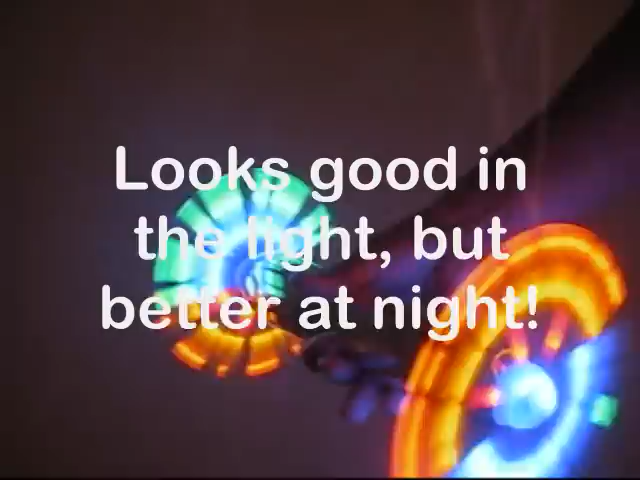 Looks good in
the light, but
better at night!